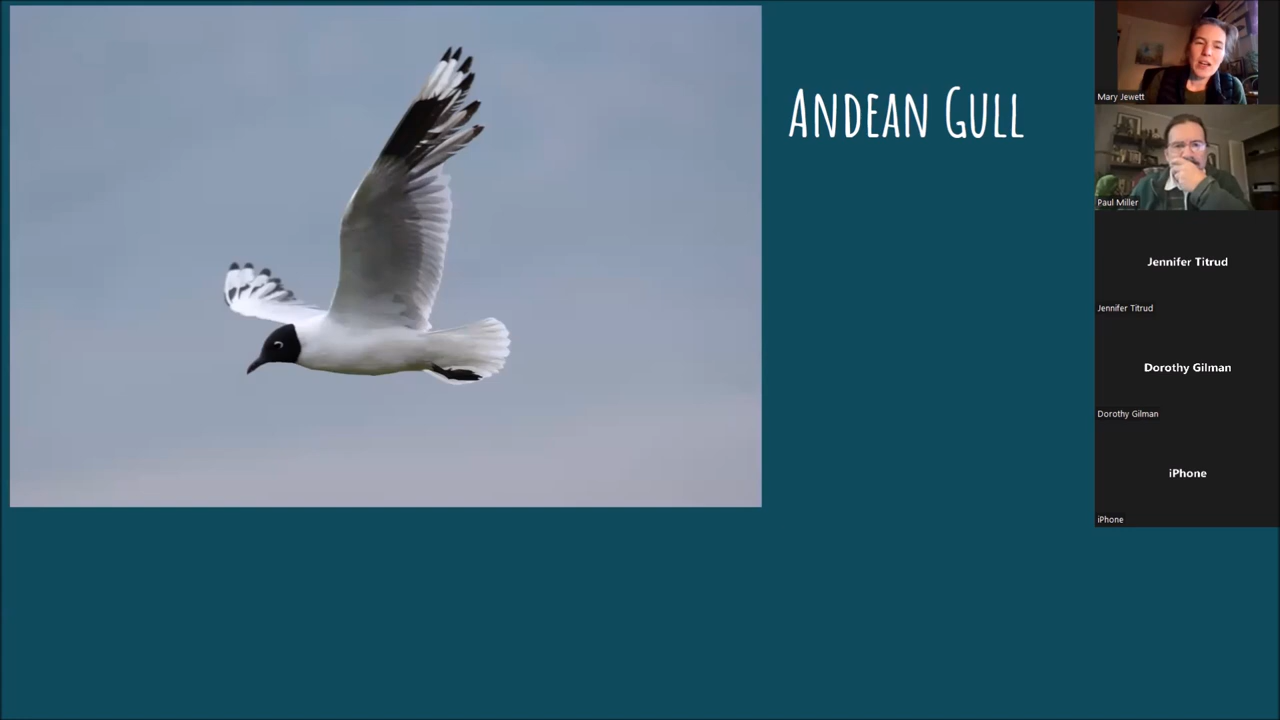 ANDEAN GULL
Mary Jewett
Paul Miller
Jennifer Titrud
Jennifer Titrud
Dorothy Gilman
Dorothy Gilman
iPhone
iPhone